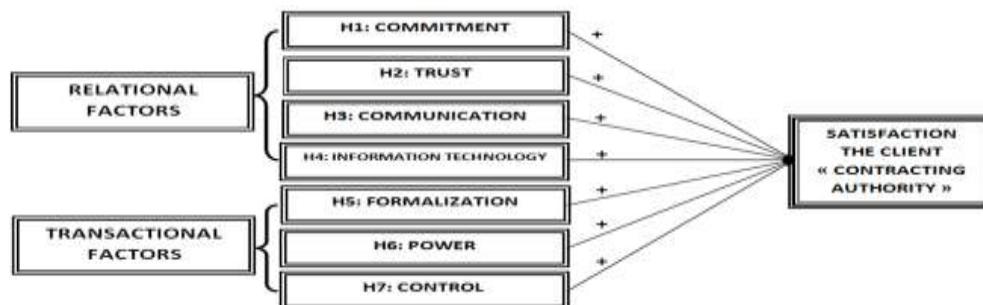 RELATIONAL
FACTORS
H1: COMMITMENT
H2: TRUST
H3: COMMUNICATION
H4: INFORMATION TECHNOLOGY
TRANSACTIONAL
FACTORS
H5: FORMALIZATION
H6: POWER
H7: CONTROL
+
+
+
+
+
+
+
SATISFACTION
THE CLIENT
« CONTRACTING
AUTHORITY »